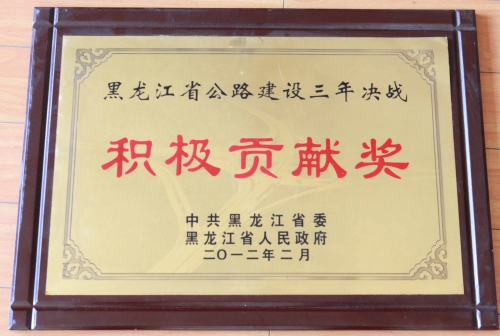 黑龙江省公路建设三年决战
积极贡献奖
中共黑龙江省委
黑龙江省人民政府
二〇一二年二月